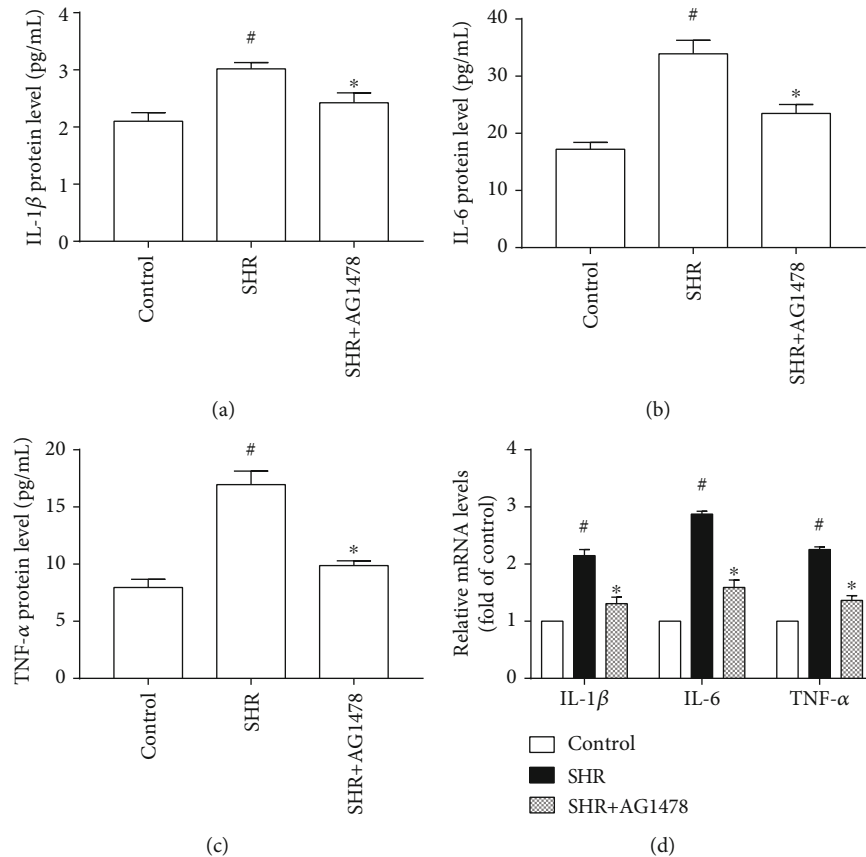 IL-1β protein level (pg/mL)
4
3
2
1
0
#
*
Control
SHR
SHR+AG1478
(a)
IL-6 protein level (pg/mL)
40
30
20
10
0
#
*
Control
SHR
SHR+AG1478
(b)
TNF-α protein level (pg/mL)
20
15
10
5
0
#
*
Control
SHR
SHR+AG1478
(c)
Relative mRNA levels
(fold of control)
4
3
2
1
0
#
*
#
*
#
*
IL-1β IL-6 TNF-α
Control
SHR
SHR+AG1478
(d)